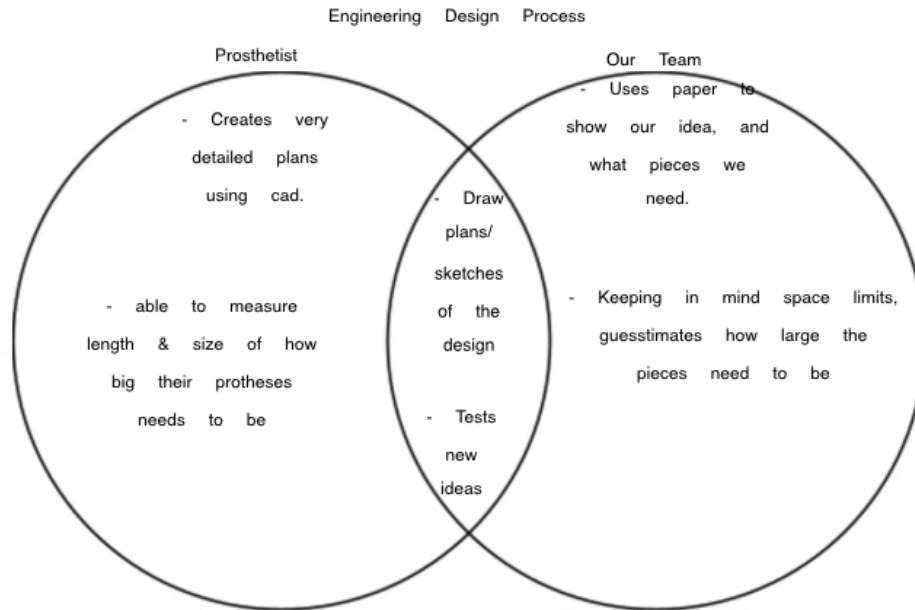 Engineering Design Process
Prosthetist
- Creates very
detailed plans
using cad.
- able to measure
length & size of how
big their protheses
needs to be
- Draw
plans/
sketches
of the
design
- Tests
new
ideas
Our Team
- Uses paper to
show our idea, and
what pieces we
need.
- Keeping in mind space limits,
guesstimates how large the
pieces need to be